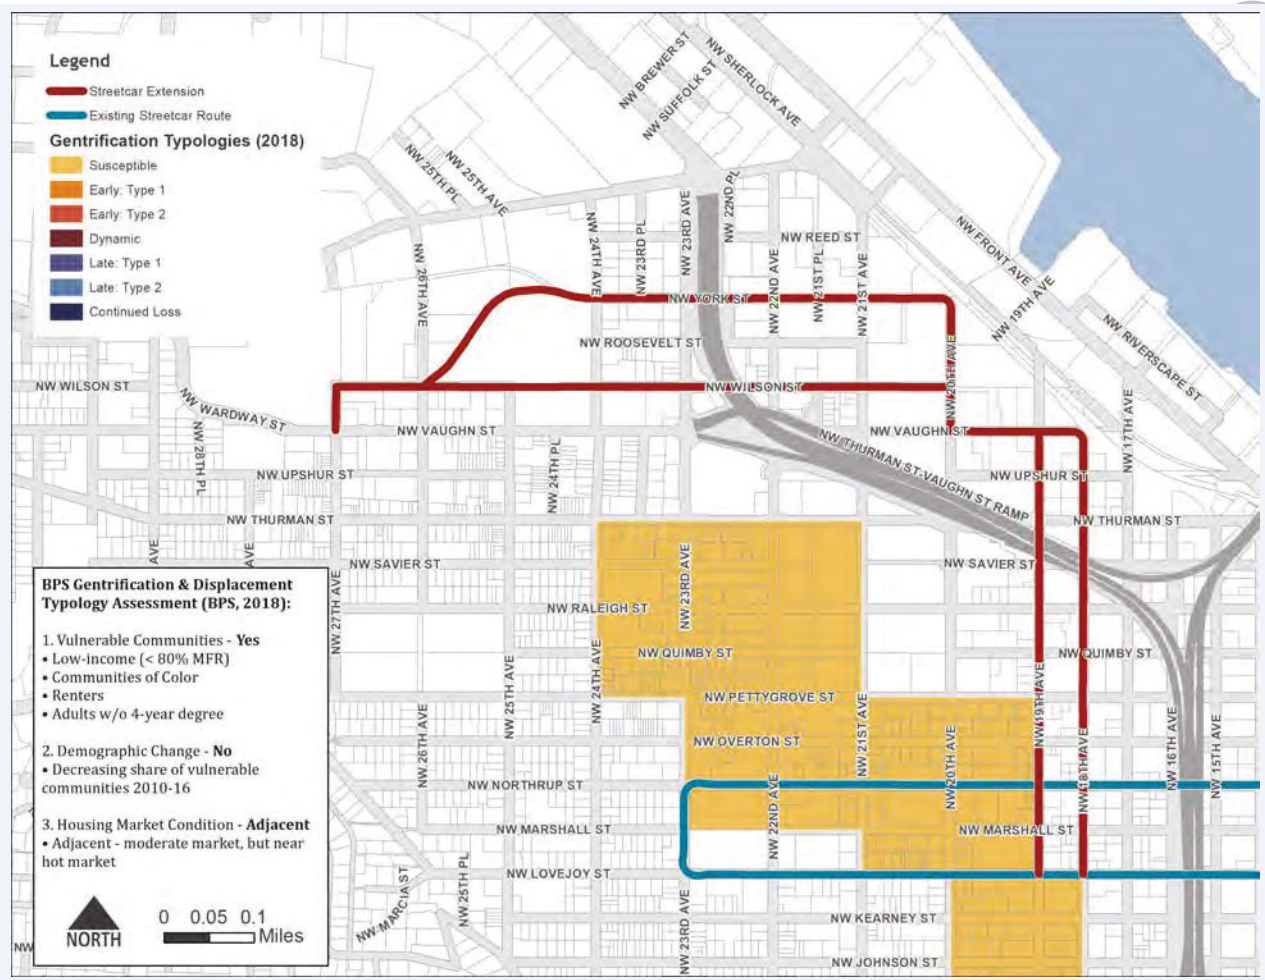 Legend
Streetcar Extension
Existing Streetcar Route
Gentrification Typologies (2018)
Susceptible
Early: Type 1
Early: Type 2
Dynamic
Late: Type 1
Late: Type 2
Continued Loss
NW BREWER ST
NW SUFFOLK ST
NW SHERLOCK AVE
NW 25TH PL
NW 25TH AVE
NW 26TH AVE
NW 24TH AVE
NW 23RD PL
NW 23RD AVE
NW 22ND PL
NW REED ST
NW 22ND AVE
NW 21ST PL
NW 21ST AVE
NW FRONT AVE
NW 19TH AVE
NW RIVERSCAPE ST
NW YORK ST
NW ROOSEVELT ST
NW 20TH AVE
NW WILSON ST
NW WILSON ST
NW WARDWAY ST
NW 28TH PL
NW VAUGHN ST
NW VAUGHN ST
NW 17TH AVE
NW THURMAN ST-VAUGHN ST RAMP
NW UPSHUR ST
NW 24TH PL
NW UPSHUR ST
NW THURMAN ST
NW THURMAN ST
AVE
AVE
NW SAVIER ST
NW SAVIER ST
NW 27TH AVE
NW 23RD AVE
NW RALEIGH ST
NW QUIMBY ST
NW QUIMBY ST
NW 24TH AVE
NW 25TH AVE
NW 26TH AVE
NW PETTYGROVE ST
NW OVERTON ST
NW 21ST AVE
NW 20TH AVE
NW 19TH AVE
NW 18TH AVE
NW 16TH AVE
NW 15TH AVE
NW NORTHRUP ST
NW 22ND AVE
NW MARSHALL ST
NW MARSHALL ST
NW LOVEJOY ST
NW 25TH PL
NW MARCIA ST
NW 23RD AVE
NW KEARNEY ST
NW JOHNSON ST
NW
BPS Gentrification & Displacement
Typology Assessment (BPS, 2018):
1. Vulnerable Communities - Yes
• Low-income (< 80% MFR)
• Communities of Color
• Renters
• Adults w/o 4-year degree
2. Demographic Change - No
• Decreasing share of vulnerable
communities 2010-16
3. Housing Market Condition - Adjacent
• Adjacent - moderate market, but near
hot market
NORTH
0 0.05 0.1
Miles